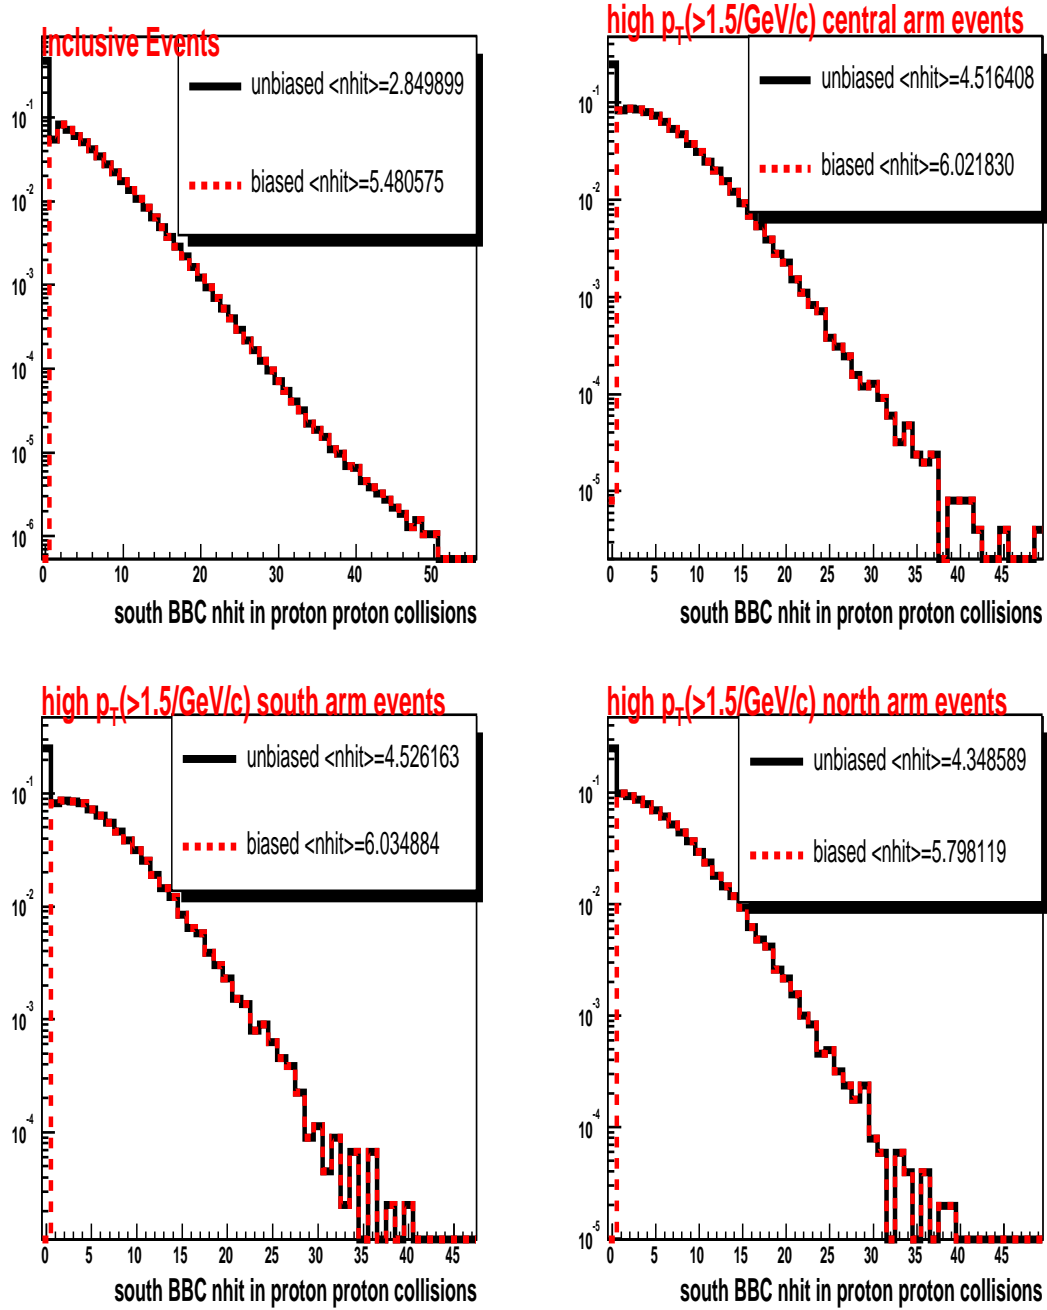 Inclusive Events
unbiased <nhit>=2.849899
biased <nhit>=5.480575
10^-1
10^-2
10^-3
10^-4
10^-5
10^-6
0 10 20 30 40 50
south BBC nhit in proton proton collisions
high p_T(>1.5/GeV/c) central arm events
unbiased <nhit>=4.516408
biased <nhit>=6.021830
10^-1
10^-2
10^-3
10^-4
10^-5
0 5 10 15 20 25 30 35 40 45
south BBC nhit in proton proton collisions
high p_T(>1.5/GeV/c) south arm events
unbiased <nhit>=4.526163
biased <nhit>=6.034884
10^-1
10^-2
10^-3
10^-4
0 5 10 15 20 25 30 35 40 45
south BBC nhit in proton proton collisions
high p_T(>1.5/GeV/c) north arm events
unbiased <nhit>=4.348589
biased <nhit>=5.798119
10^-1
10^-2
10^-3
10^-4
10^-5
0 5 10 15 20 25 30 35 40 45
south BBC nhit in proton proton collisions